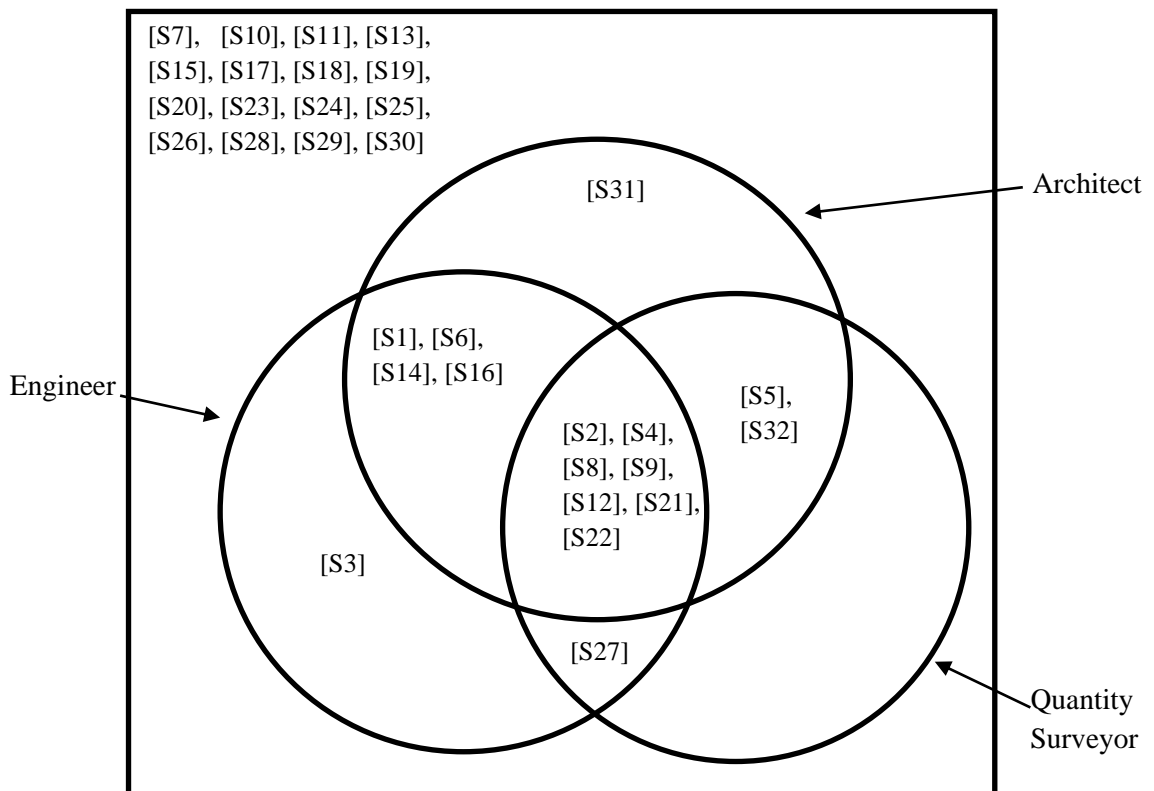 [S7], [S10], [S11], [S13],
[S15], [S17], [S18], [S19],
[S20], [S23], [S24], [S25],
[S26], [S28], [S29], [S30]
[S31]
Architect
[S1], [S6],
[S14], [S16]
Engineer
[S5],
[S32]
[S2], [S4],
[S8], [S9],
[S12], [S21],
[S22]
[S3]
[S27]
Quantity
Surveyor